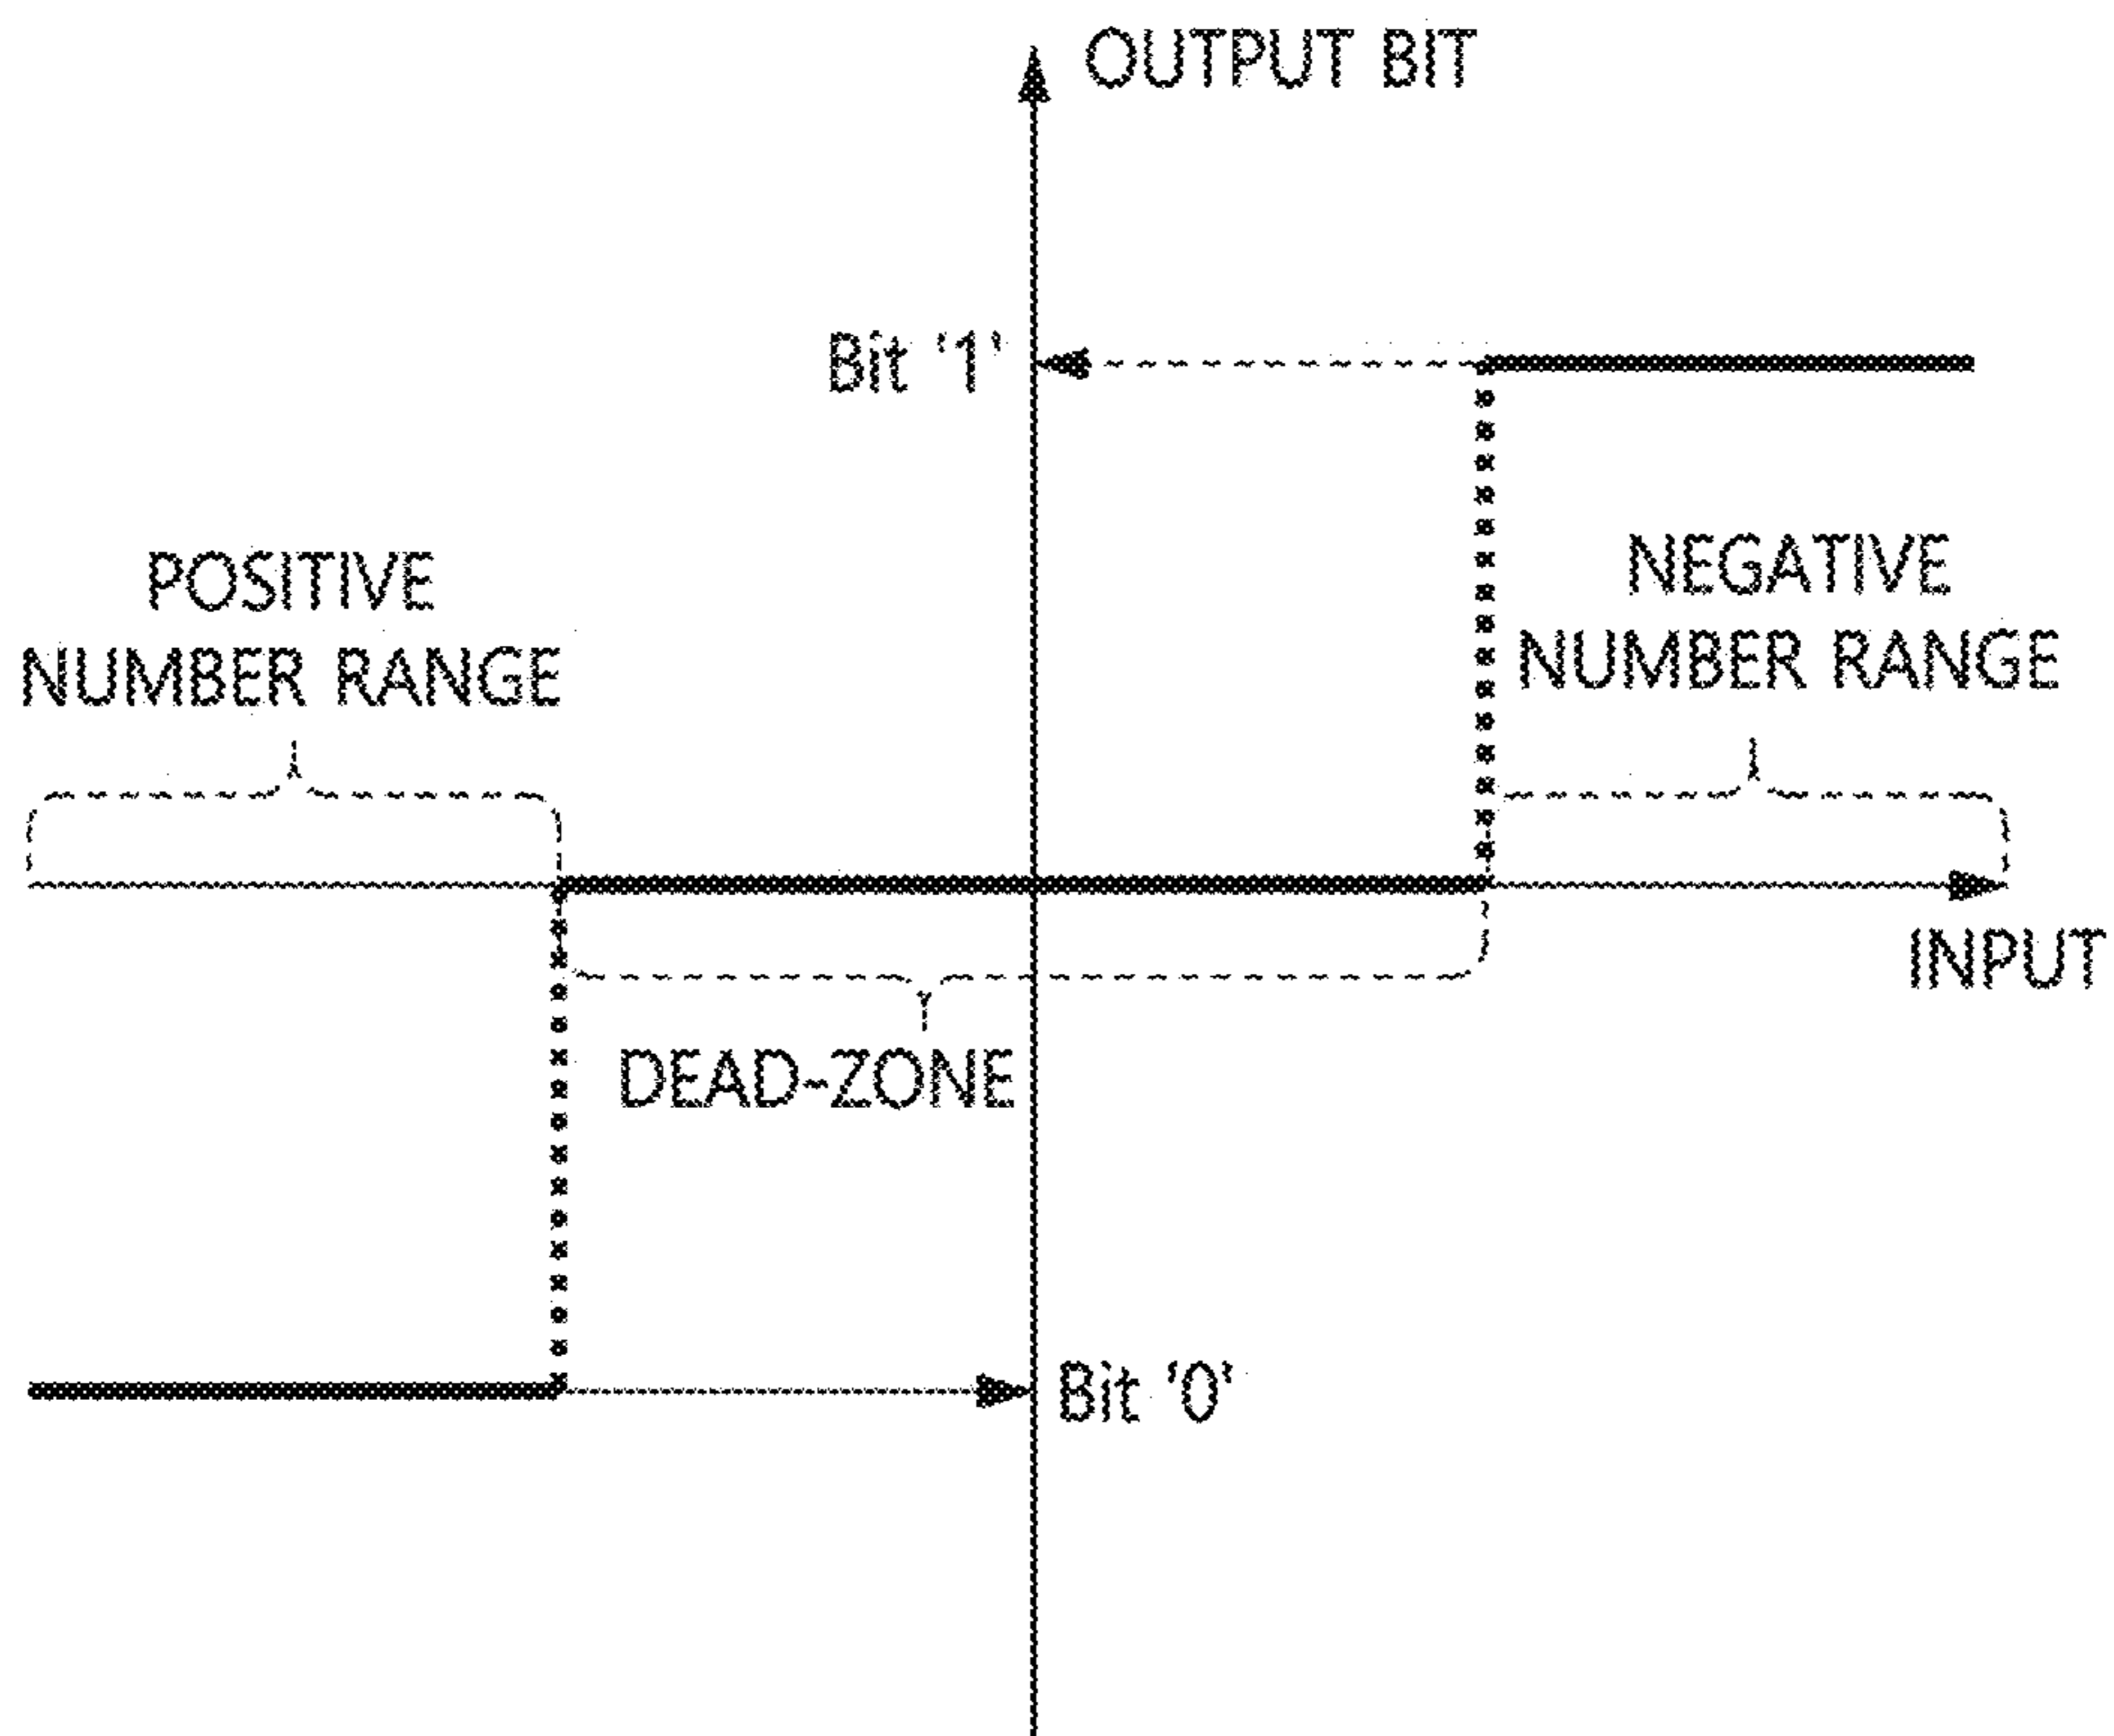 OUTPUT BIT
Bit '1'
POSITIVE
NUMBER RANGE
NEGATIVE
NUMBER RANGE
INPUT
DEAD-ZONE
Bit '0'